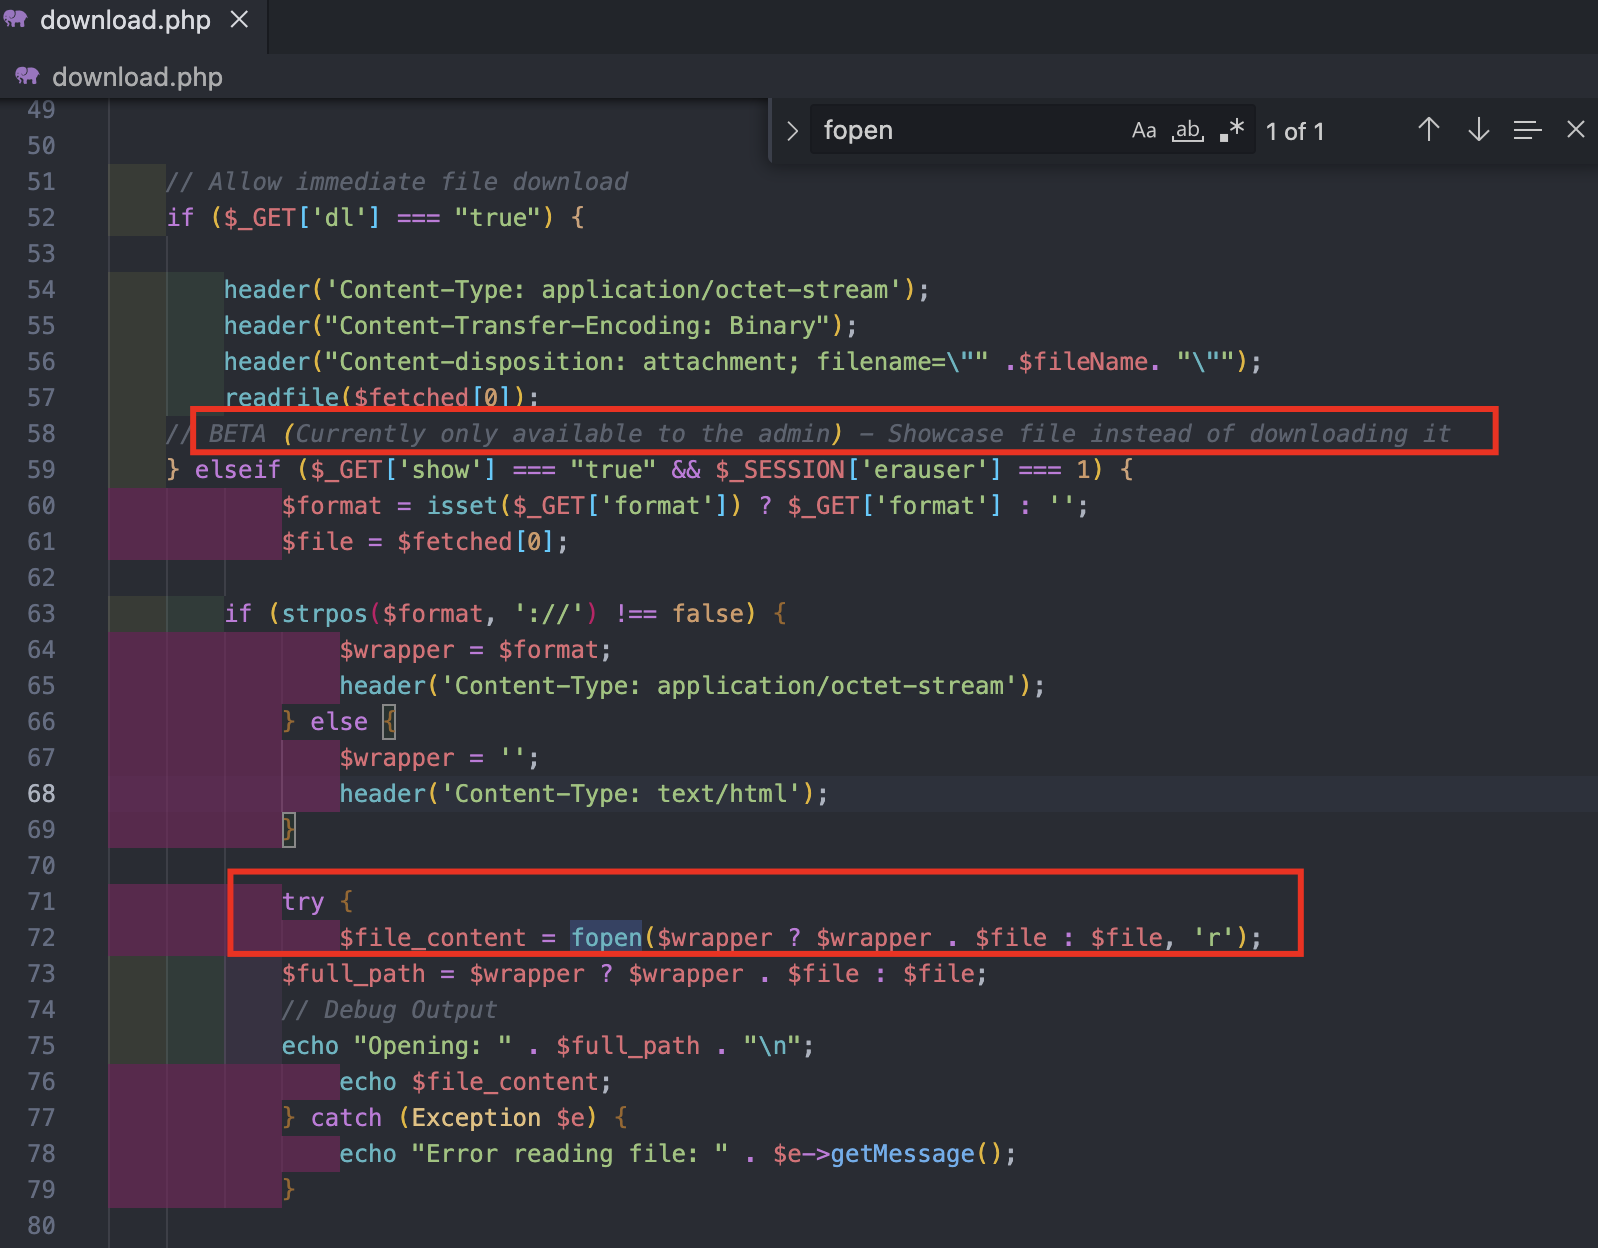 download.php
download.php
fopen
Aa ab .* 1 of 1
49
50
51 // Allow immediate file download
52 if ($_GET['dl'] === "true") {
53
54 header('Content-Type: application/octet-stream');
55 header("Content-Transfer-Encoding: Binary");
56 header("Content-disposition: attachment; filename=\"" .$fileName. "\"");
57 readfile($fetched[0]);
58 // BETA (Currently only available to the admin) - Showcase file instead of downloading it
59 } elseif ($_GET['show'] === "true" && $_SESSION['erauser'] === 1) {
60 $format = isset($_GET['format']) ? $_GET['format'] : '';
61 $file = $fetched[0];
62
63 if (strpos($format, '://') !== false) {
64 $wrapper = $format;
65 header('Content-Type: application/octet-stream');
66 } else {
67 $wrapper = '';
68 header('Content-Type: text/html');
69 }
70
71 try {
72 $file_content = fopen($wrapper ? $wrapper . $file : $file, 'r');
73 $full_path = $wrapper ? $wrapper . $file : $file;
74 // Debug Output
75 echo "Opening: " . $full_path . "\n";
76 echo $file_content;
77 } catch (Exception $e) {
78 echo "Error reading file: " . $e->getMessage();
79 }
80